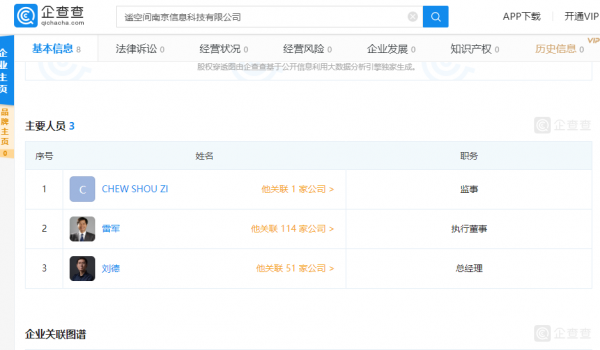 企查查
qichacha.com
遥空间南京信息科技有限公司
APP下载
开通VIP
企业主页
品牌主页
0
基本信息 8
法律诉讼 0
经营状况 0
经营风险 0
企业发展 0
知识产权 0
历史信息 0
VIP
股权穿透图由企查查基于公开信息利用大数据分析引擎独家生成。
主要人员 3
企查查
序号 姓名 职务
1 C CHEW SHOU ZI 他关联 1 家公司 > 监事
2 雷军 他关联 114 家公司 > 执行董事
3 刘德 他关联 51 家公司 > 总经理
企业关联图谱
企查查